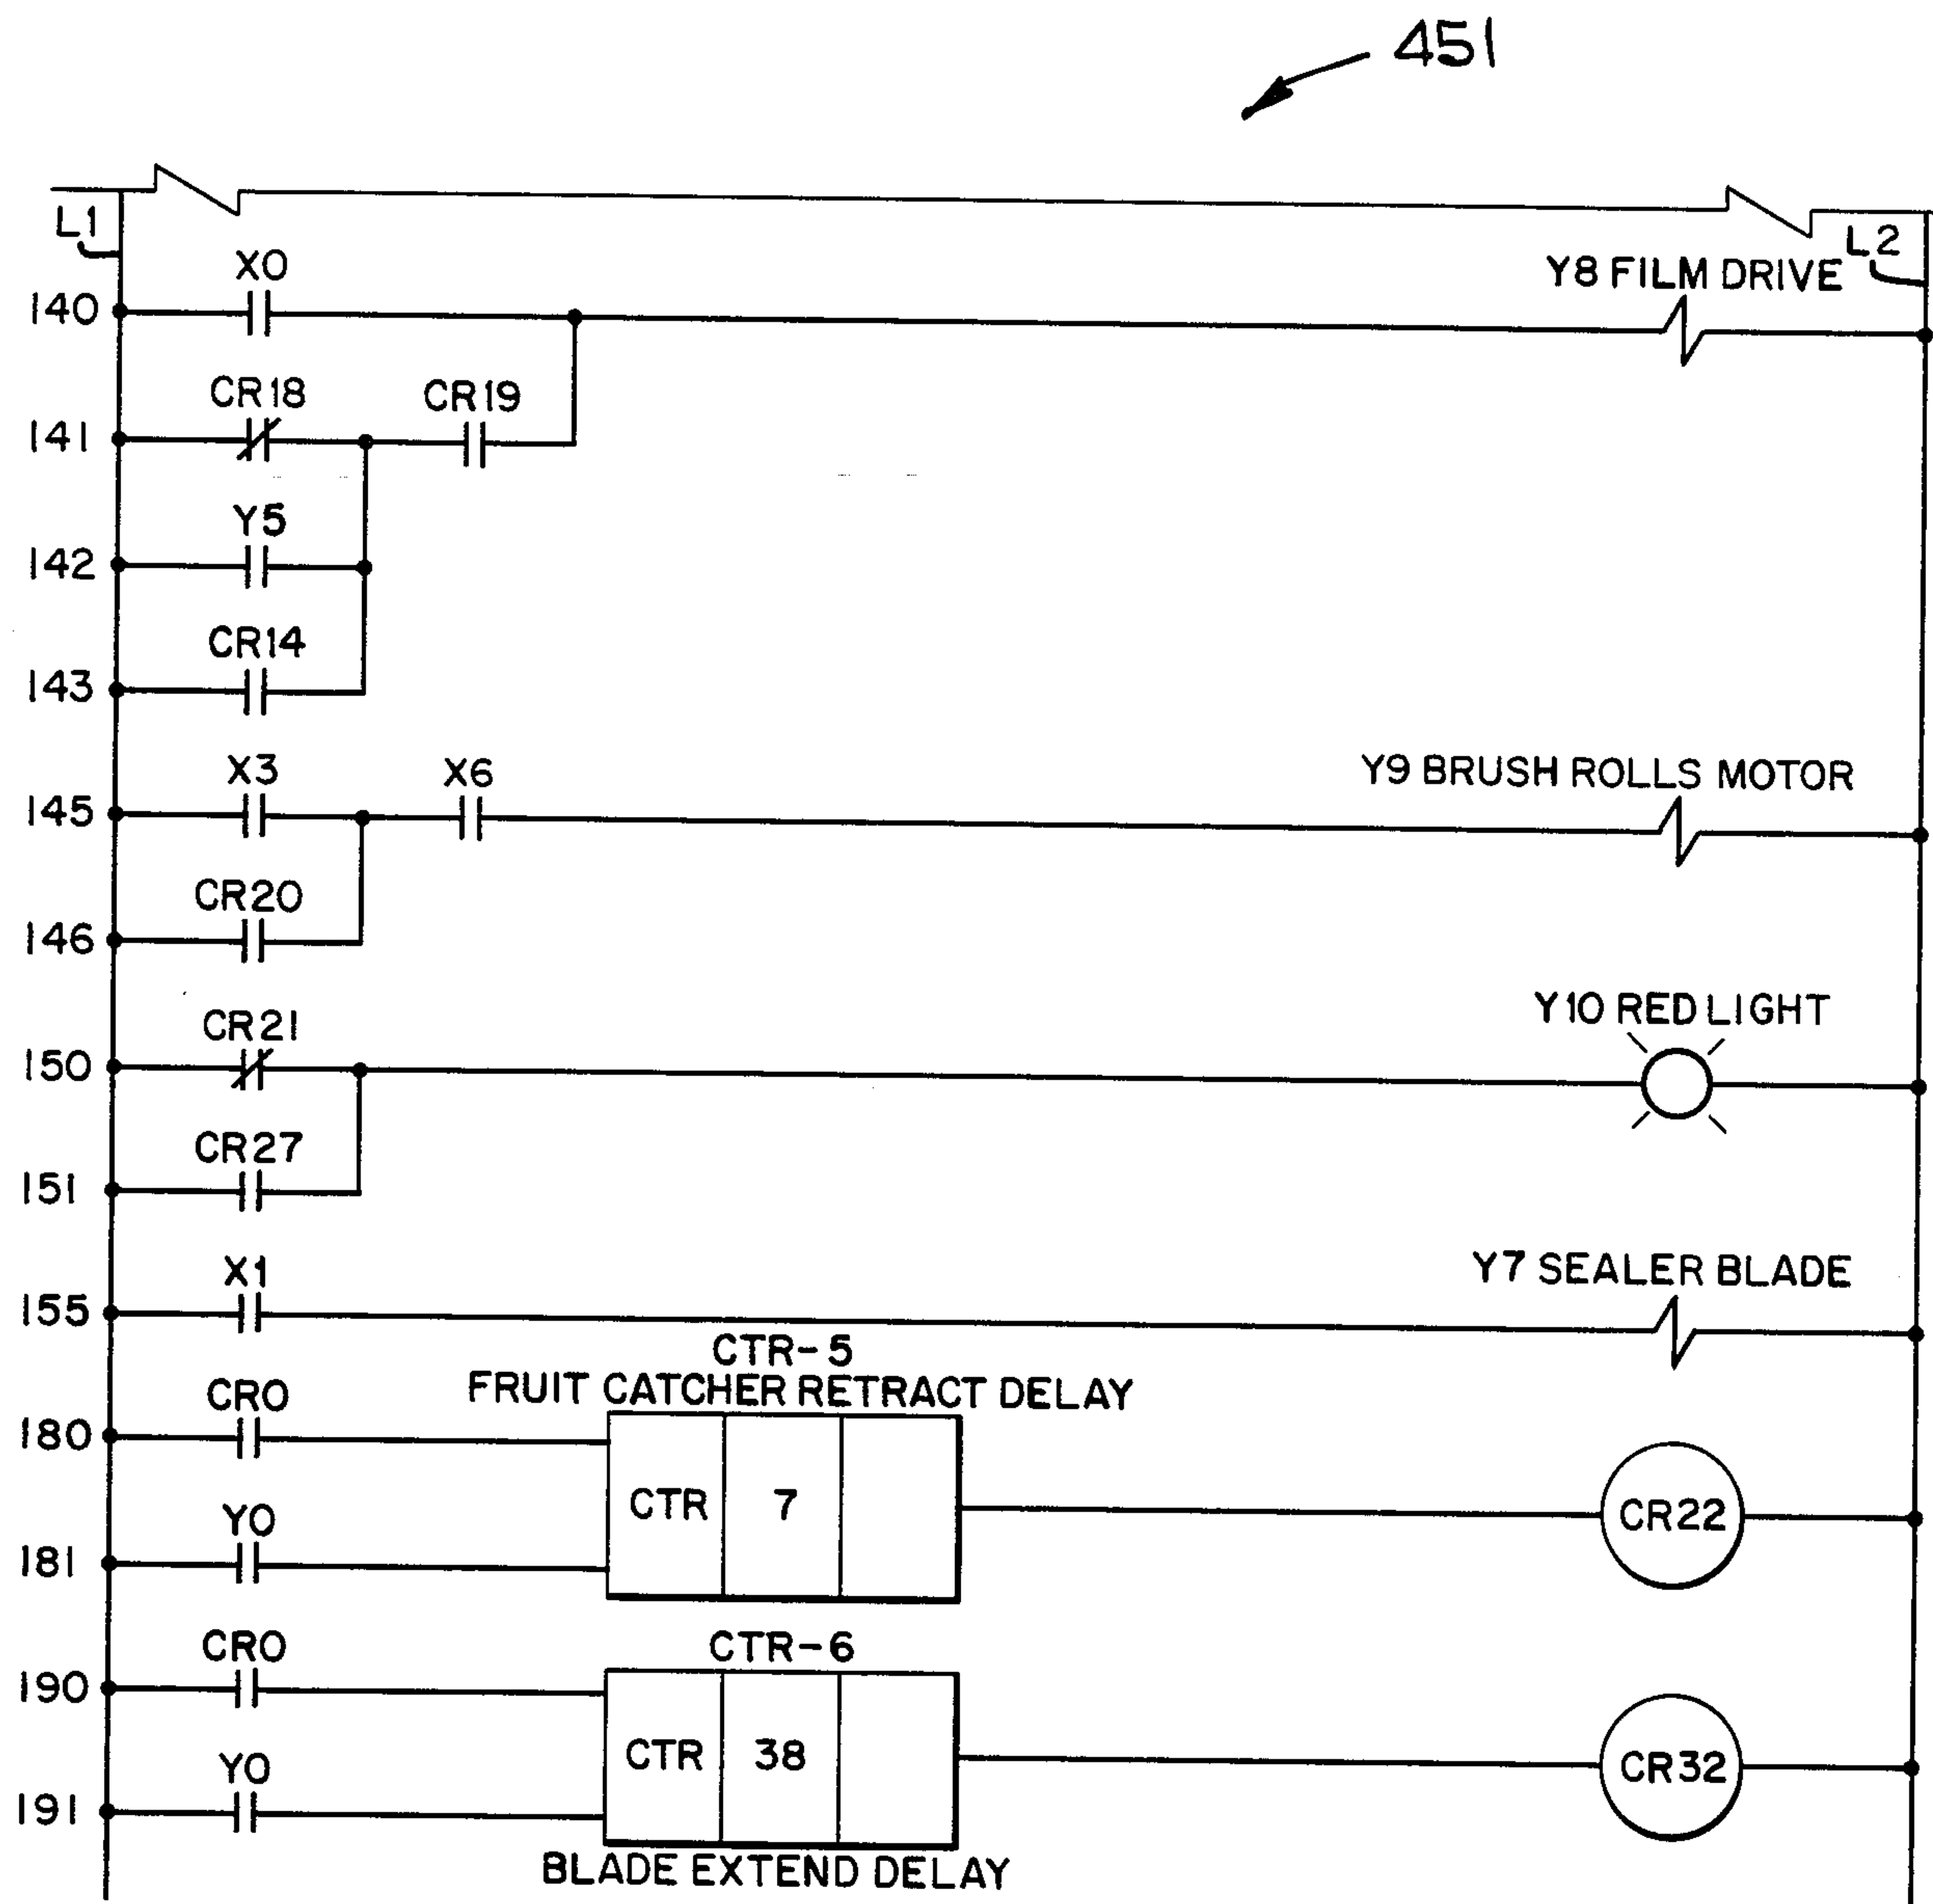 451
L1
L2
X0
Y8 FILM DRIVE
140
CR18
CR19
141
Y5
142
CR14
143
X3
X6
Y9 BRUSH ROLLS MOTOR
145
CR20
146
CR21
Y10 RED LIGHT
150
CR27
151
X1
Y7 SEALER BLADE
155
CTR-5
FRUIT CATCHER RETRACT DELAY
CR0
180
CTR 7
CR22
Y0
181
CR0
CTR-6
190
CTR 38
CR32
Y0
191
BLADE EXTEND DELAY